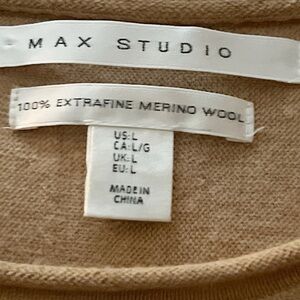 MAX STUDIO
100% EXTRAFINE MERINO WOOL
US:L
CA:L/G
UK:L
EU:L
MADE IN
CHINA